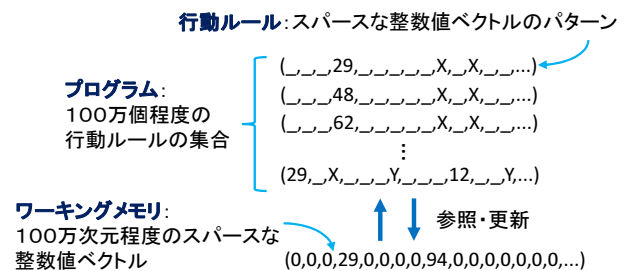 行動ルール:スパースな整数値ベクトルのパターン
(_,_,_,29,_,_,_,_,_,X,_,X,_,_,...)
プログラム:
100万個程度の
行動ルールの集合
(_,_,_,48,_,_,_,_,_,X,_,X,_,_,...)
(_,_,_,62,_,_,_,_,_,X,_,X,_,_,...)
⋮
(29,_,X,_,_,_,Y,_,_,_,12,_,_,Y,...)
参照・更新
ワーキングメモリ:
100万次元程度のスパースな
整数値ベクトル
(0,0,0,29,0,0,0,0,94,0,0,0,0,0,0,...)